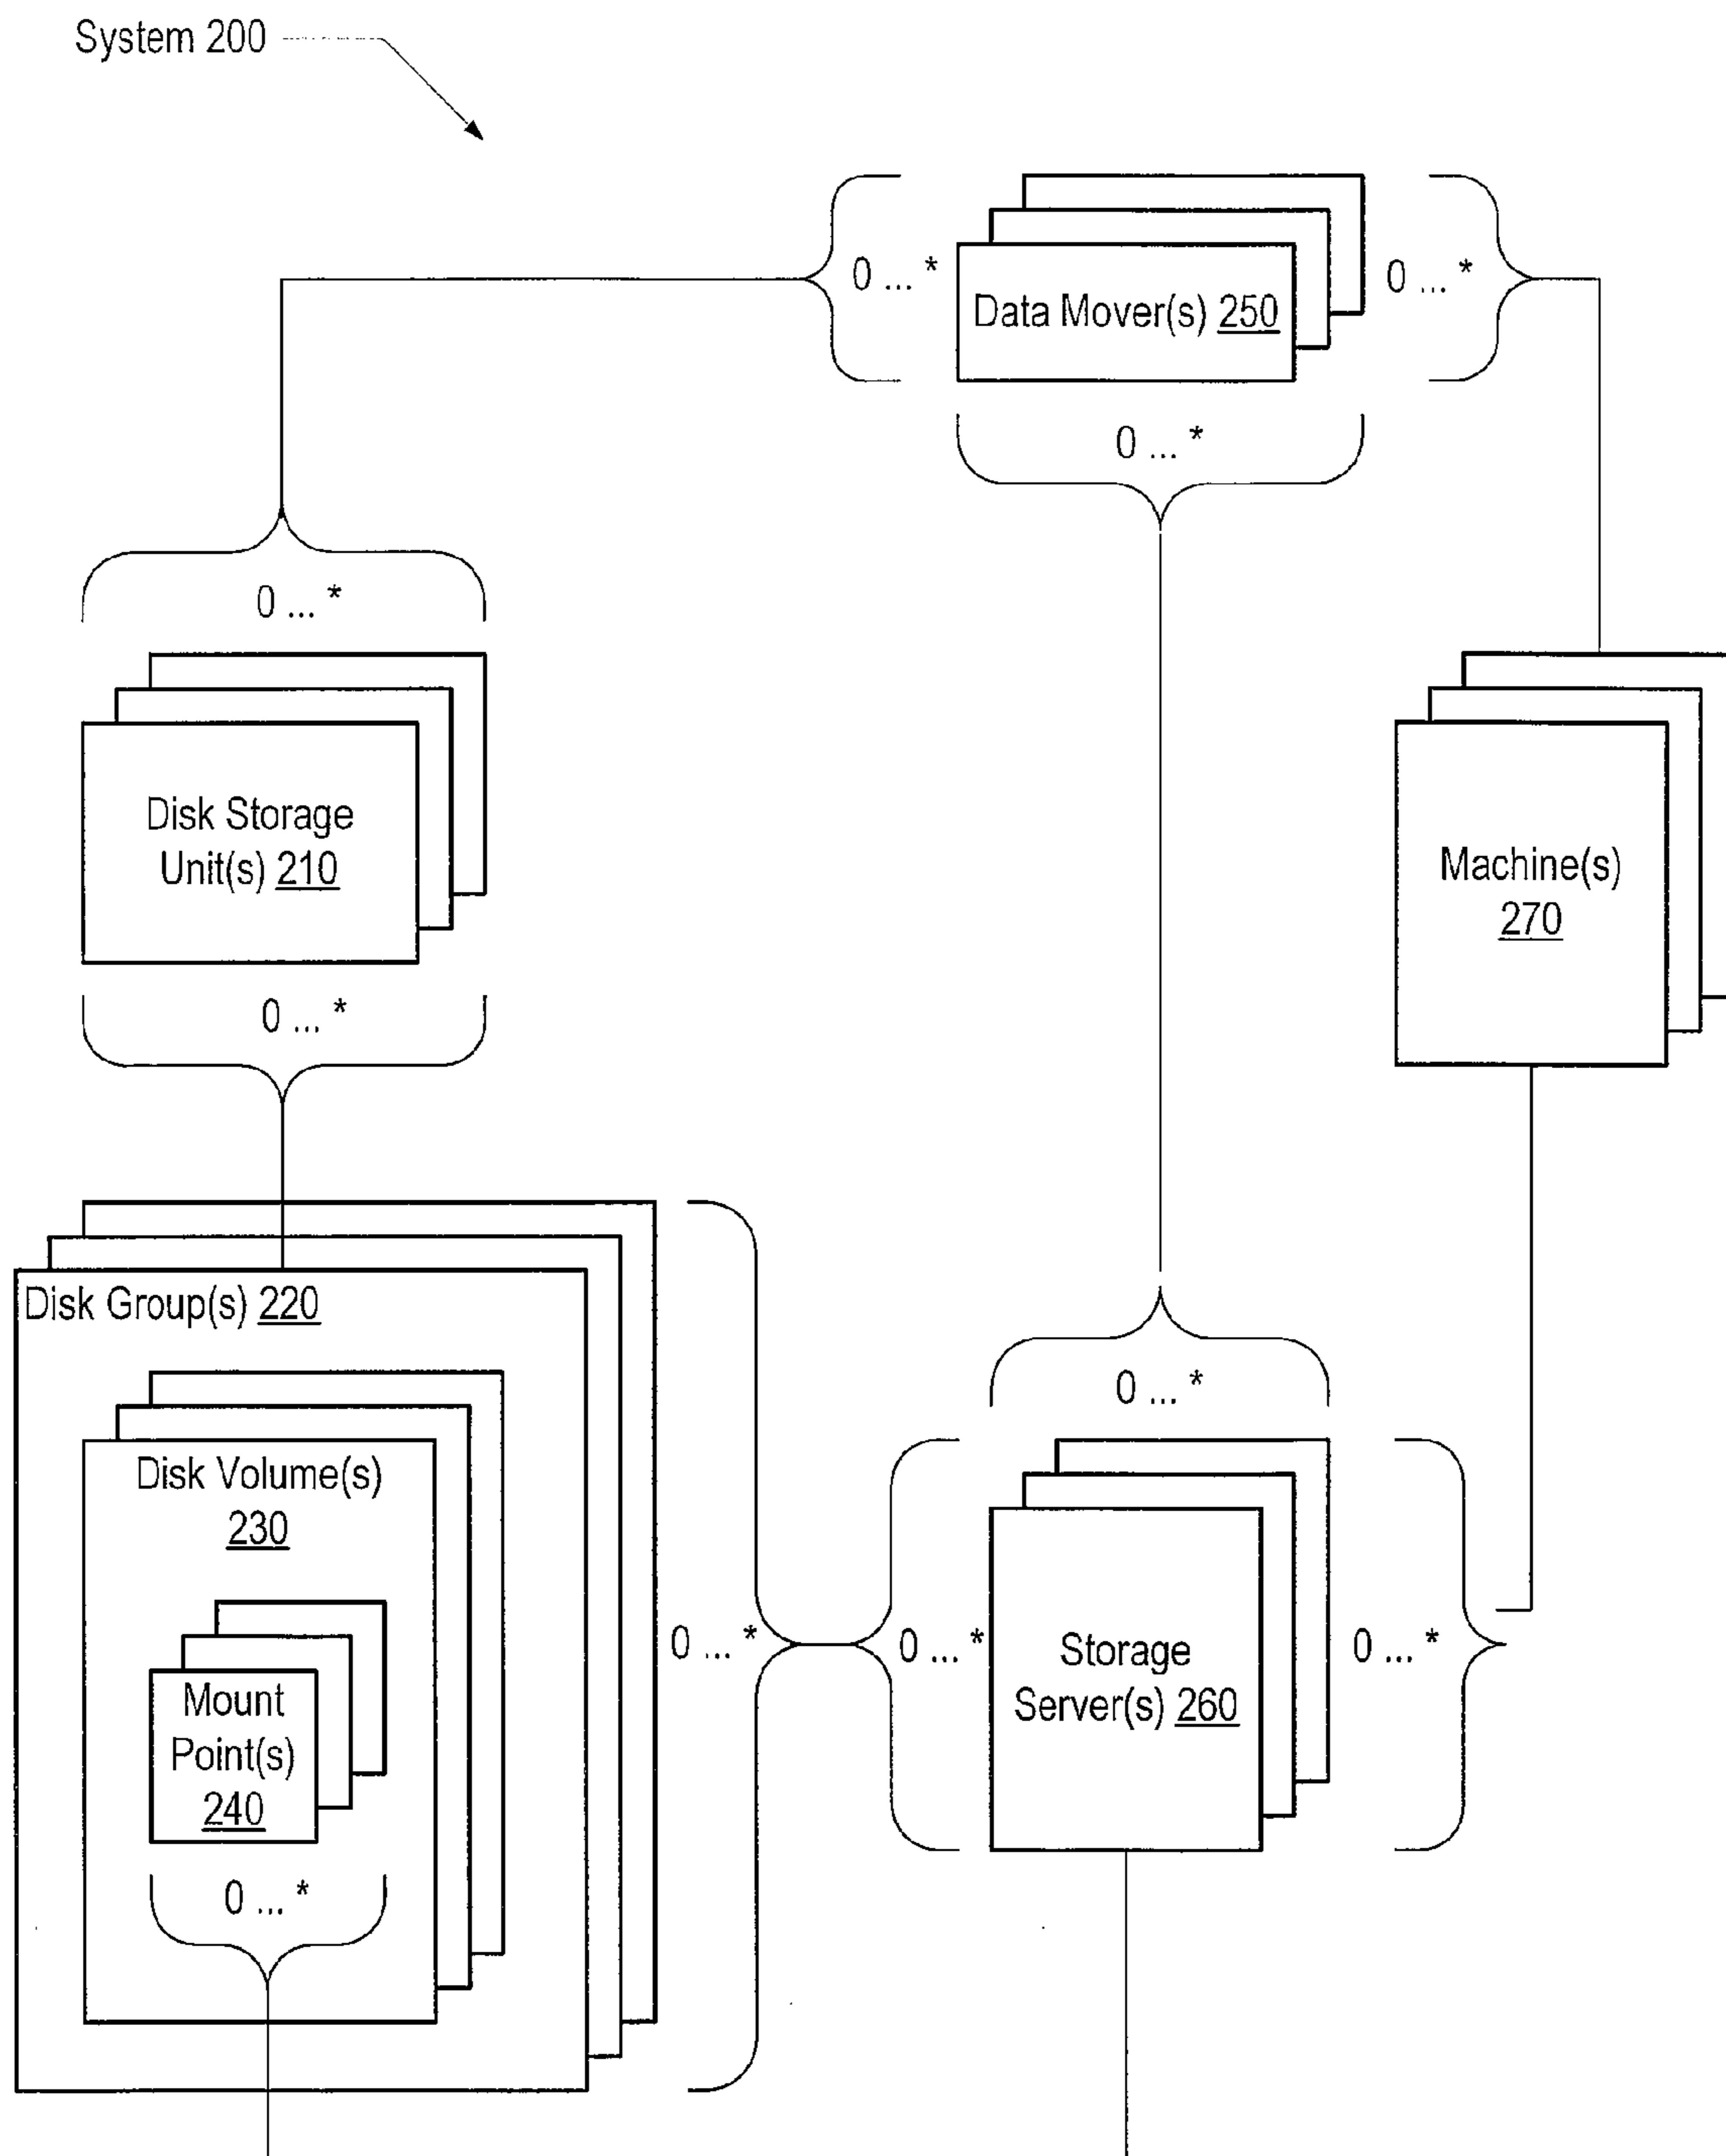 System 200
0 ... *
Data Mover(s) 250
0 ... *
0 ... *
0 ... *
Disk Storage
Unit(s) 210
Machine(s)
270
0 ... *
Disk Group(s) 220
0 ... *
Disk Volume(s)
230
0 ... *
0 ... *
Storage
Server(s) 260
0 ... *
Mount
Point(s)
240
0 ... *